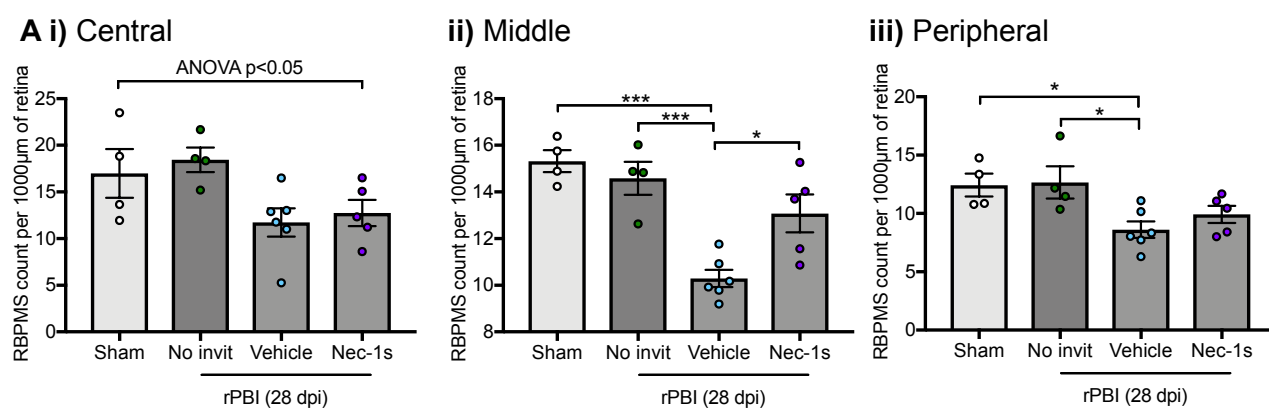 A i) Central
ANOVA p<0.05
RBPMS count per 1000μm of retina
25
20
15
10
5
0
Sham
No invit
Vehicle
Nec-1s
rPBI (28 dpi)
ii) Middle
***
***
*
RBPMS count per 1000μm of retina
18
16
14
12
10
8
Sham
No invit
Vehicle
Nec-1s
rPBI (28 dpi)
iii) Peripheral
*
*
RBPMS count per 1000μm of retina
20
15
10
5
0
Sham
No invit
Vehicle
Nec-1s
rPBI (28 dpi)